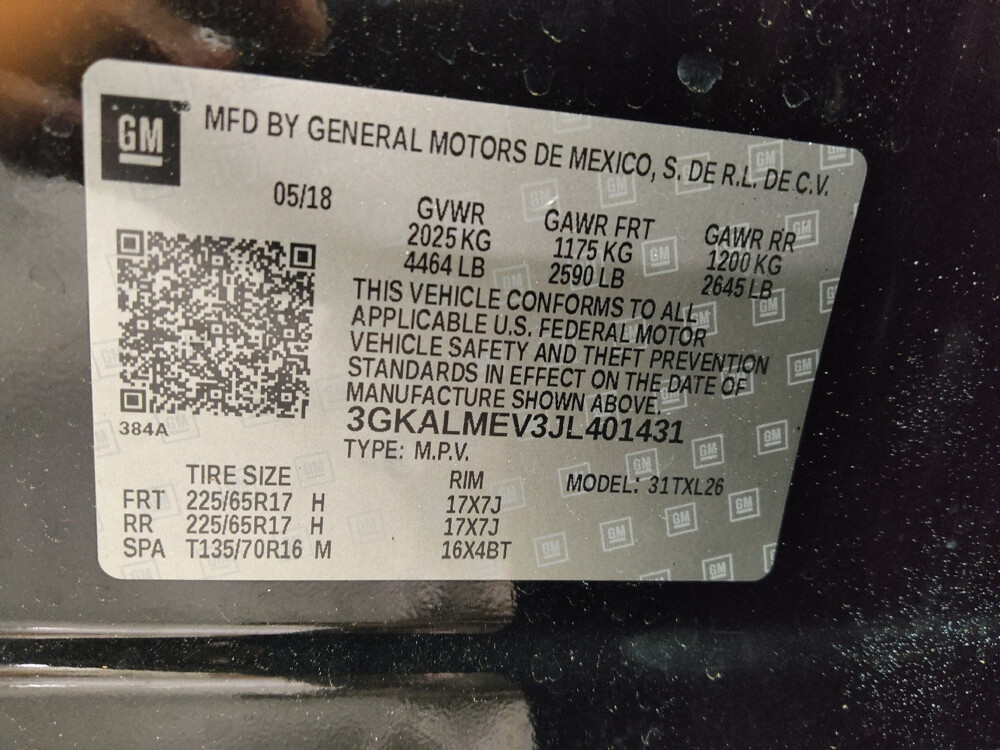 GM
MFD BY GENERAL MOTORS DE MEXICO, S. DE R.L. DE C.V.
05/18
GVWR GAWR FRT GAWR RR
2025 KG 1175 KG 1200 KG
4464 LB 2590 LB 2645 LB
THIS VEHICLE CONFORMS TO ALL
APPLICABLE U.S. FEDERAL MOTOR
VEHICLE SAFETY AND THEFT PREVENTION
STANDARDS IN EFFECT ON THE DATE OF
MANUFACTURE SHOWN ABOVE.
3GKALMEV3JL401431
384A
TYPE: M.P.V.
TIRE SIZE RIM MODEL: 31TXL26
FRT 225/65R17 H 17X7J
RR 225/65R17 H 17X7J
SPA T135/70R16 M 16X4BT